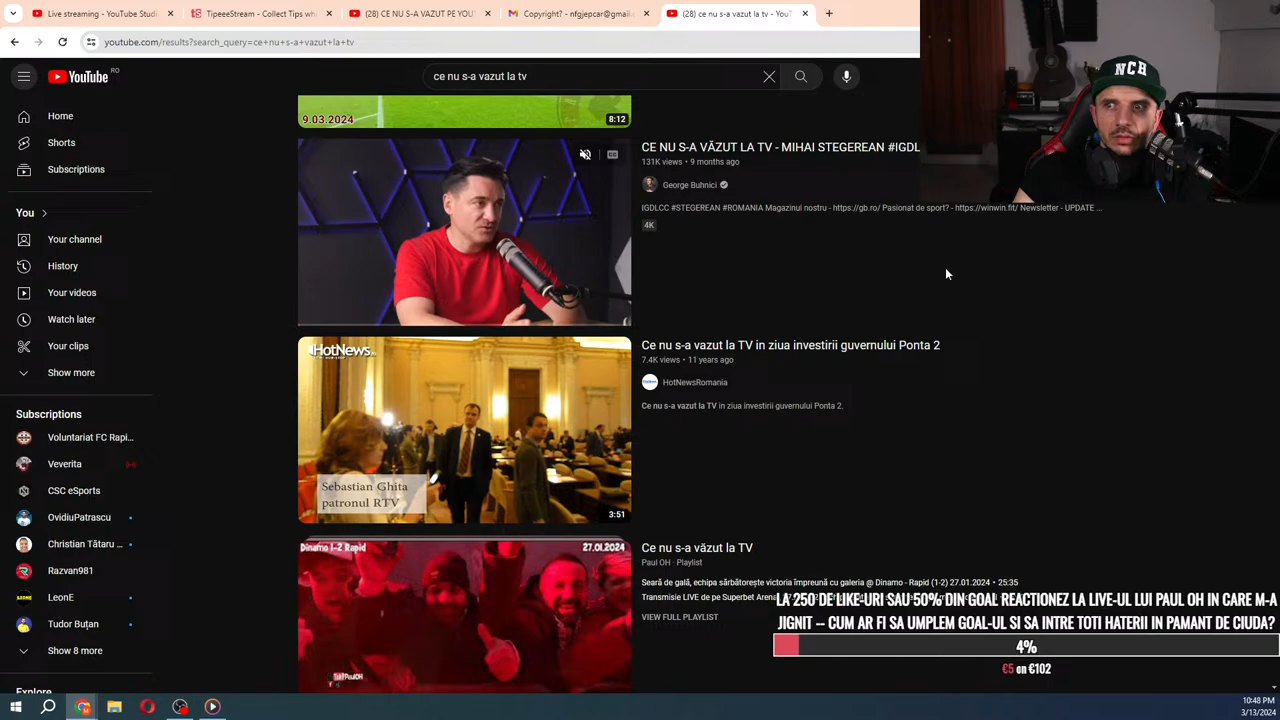 Live streaming - YouTube Studi
TipeeeStream - Collect Tips whi
(28) CE NU S-A VAZUT PE YOUT
Copyright? - nfgjepcar@gmail.c
(28) ce nu s-a vazut la tv - YouT
youtube.com/results?search_query=ce+nu+s-a+vazut+la+tv
YouTube RO
ce nu s-a vazut la tv
NCH
Home
Shorts
Subscriptions
You
Your channel
History
Your videos
Watch later
Your clips
Show more
Subscriptions
Voluntariat FC Rapi...
Veverita
CSC eSports
OvidiuPatrascu
Christian Tătaru ...
Razvan981
LeonE
Tudor Buțan
Show 8 more
Explore
9.03.2024
8:12
CE NU S-A VĂZUT LA TV - MIHAI STEGEREAN #IGDL
131K views • 9 months ago
George Buhnici
IGDLCC #STEGEREAN #ROMANIA Magazinul nostru - https://gb.ro/ Pasionat de sport? - https://winwin.fit/ Newsletter - UPDATE ...
4K
CC
HotNews.ro
Sebastian Ghita
patronul RTV
3:51
Ce nu s-a vazut la TV in ziua investirii guvernului Ponta 2
7.4K views • 11 years ago
HotNewsRomania
Ce nu s-a vazut la TV in ziua investirii guvernului Ponta 2.
Dinamo 1-2 Rapid
27.01.2024
Ce nu s-a văzut la TV
Paul OH · Playlist
Seară de gală, echipa sărbătorește victoria împreună cu galeria @ Dinamo - Rapid (1-2) 27.01.2024 • 25:35
Transmisie LIVE de pe Superbet Arena
VIEW FULL PLAYLIST
LA 250 DE LIKE-URI SAU 50% DIN GOAL REACTIONEZ LA LIVE-UL LUI PAUL OH IN CARE M-A
JIGNIT -- CUM AR FI SA UMPLEM GOAL-UL SI SA INTRE TOTI HATERII IN PAMANT DE CIUDA?
4%
€5 on €102
10:48 PM
3/13/2024